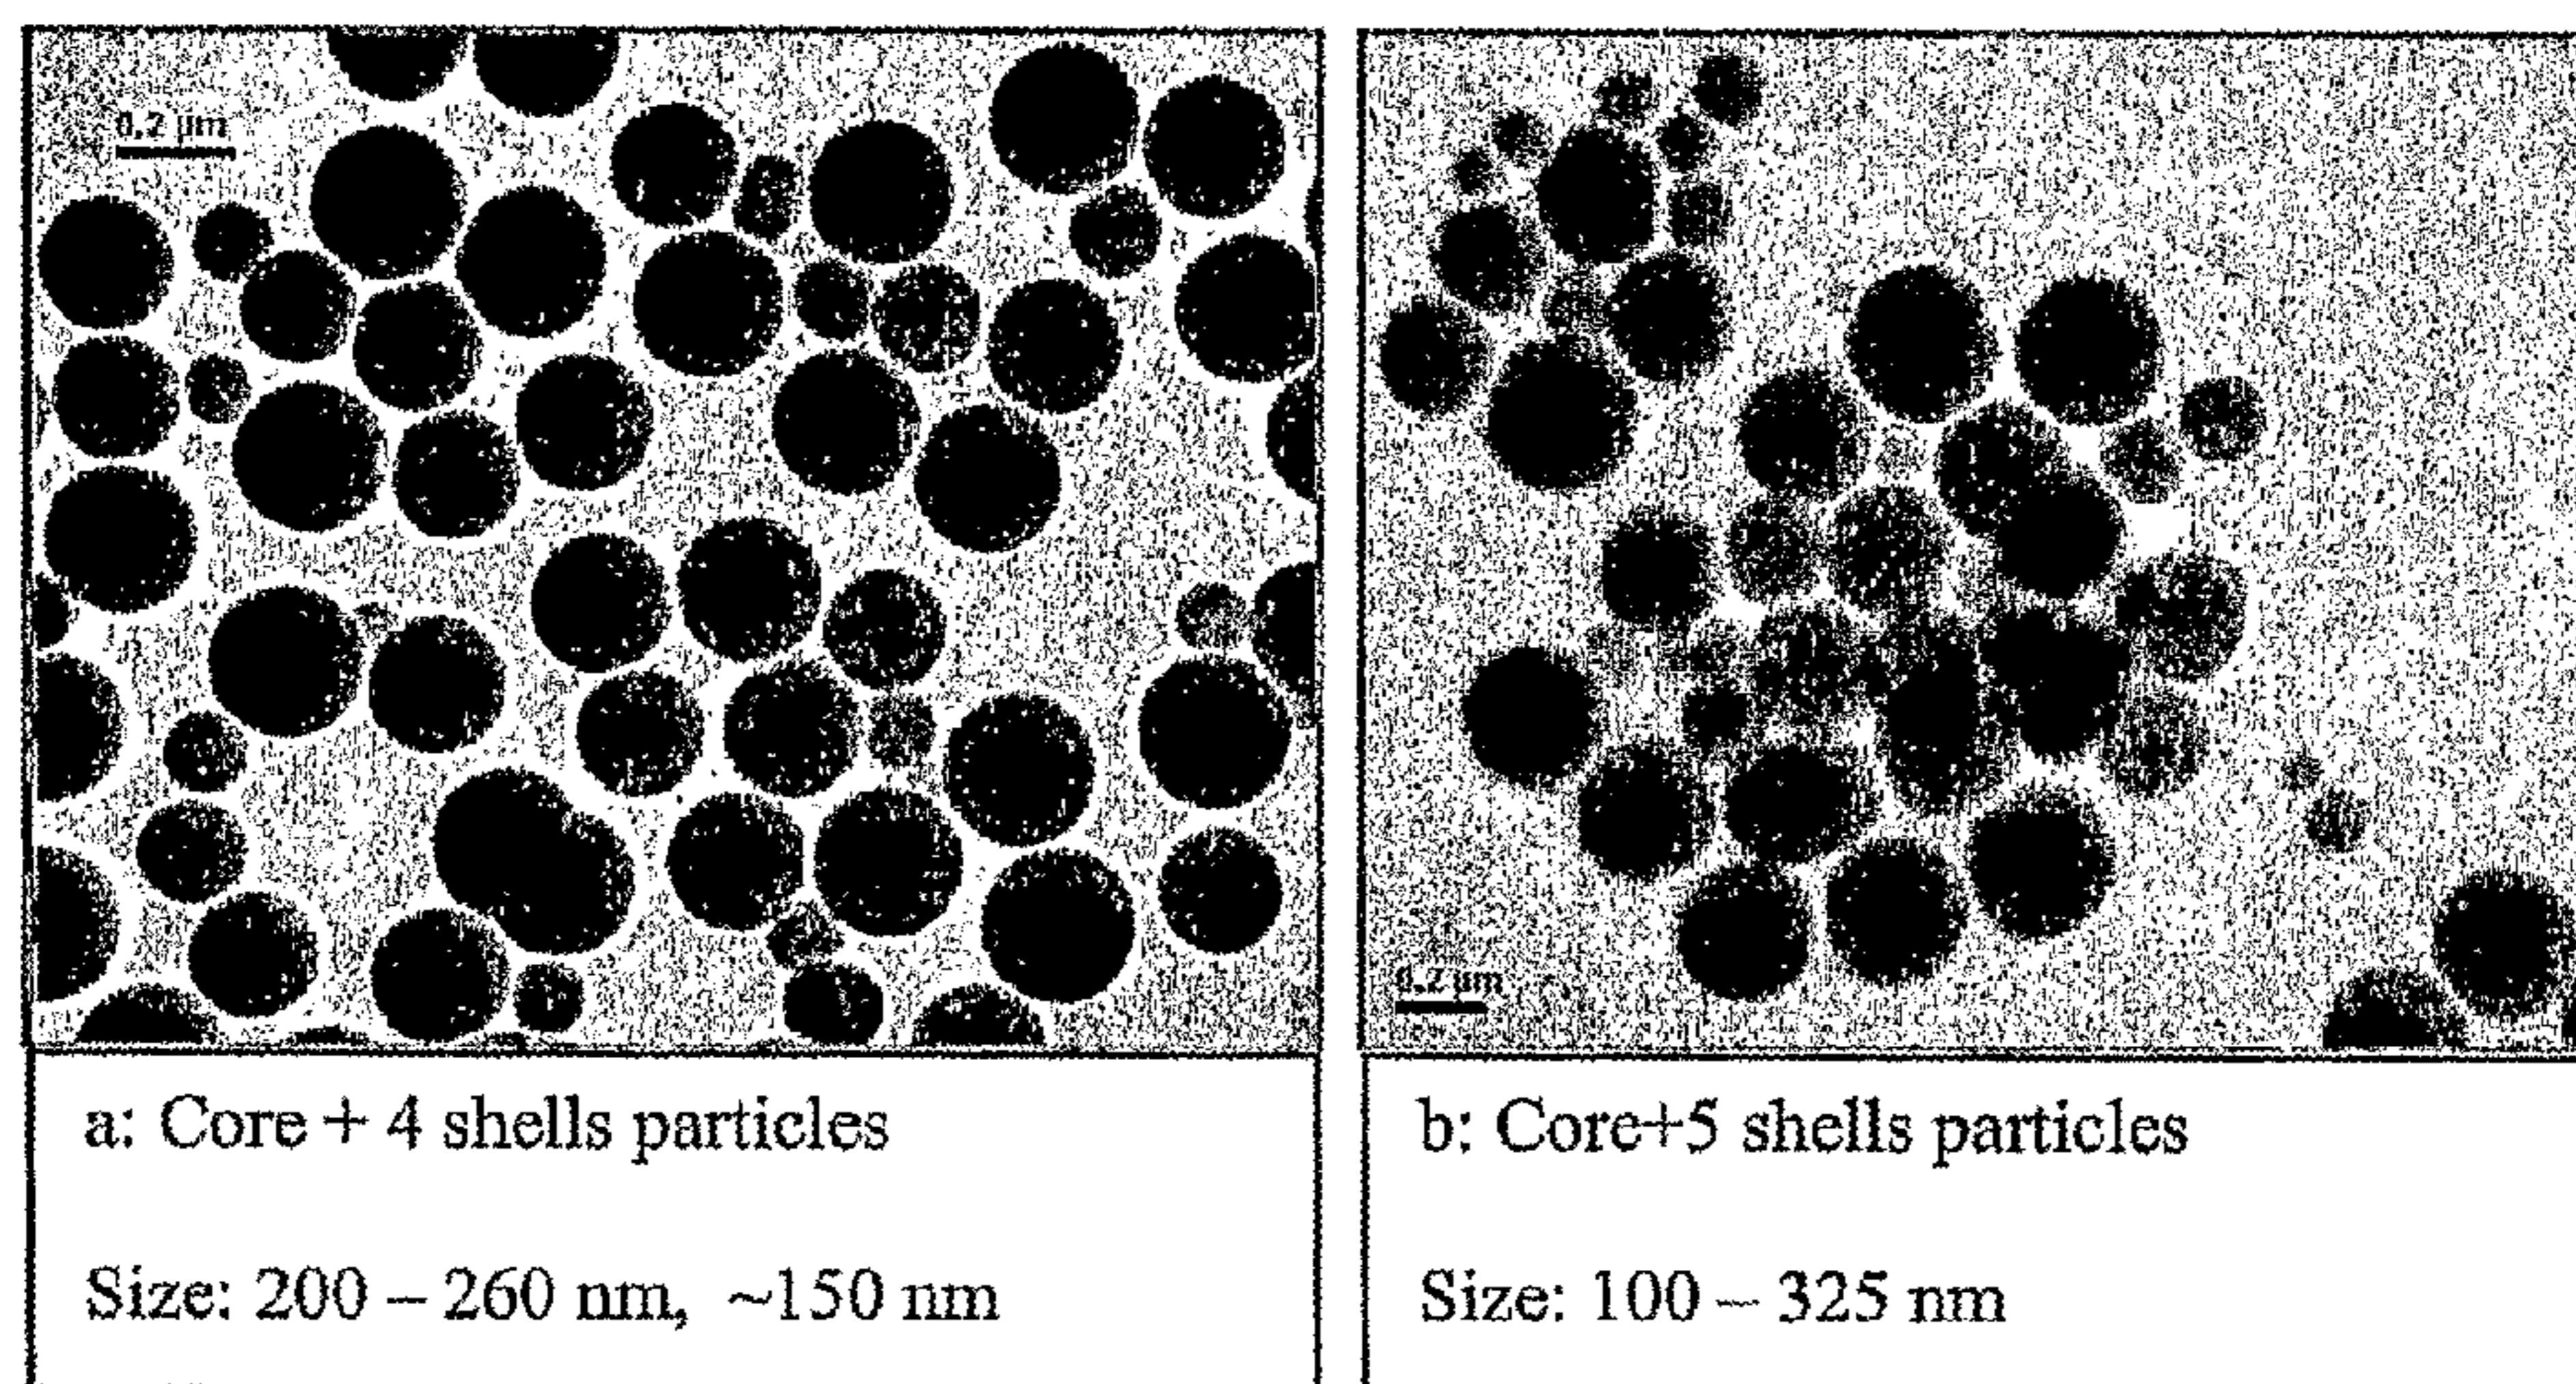 0.2 µm
a: Core + 4 shells particles
Size: 200 – 260 nm, ~150 nm
0.2 µm
b: Core+5 shells particles
Size: 100 – 325 nm